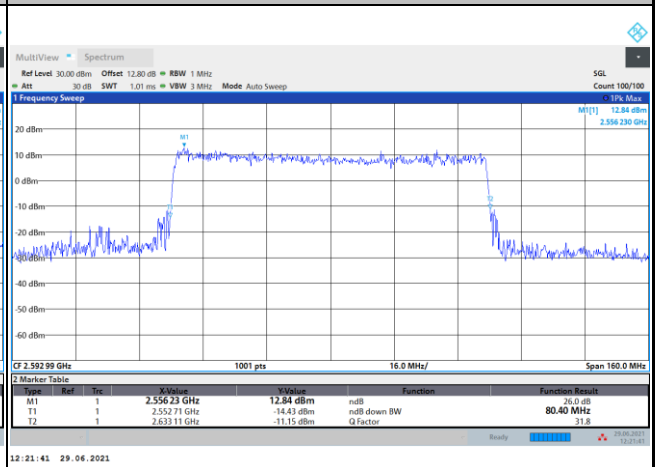 MultiView Spectrum
Ref Level 30.00 dBm Offset 12.80 dB RBW 1 MHz SGL
Att 30 dB SWT 1.01 ms VBW 3 MHz Mode Auto Sweep Count 100/100
1 Frequency Sweep 1Pk Max
M1[1] 12.84 dBm
2.556 230 GHz
20 dBm
M1
10 dBm
0 dBm
-10 dBm
-20 dBm
-30 dBm
-40 dBm
-50 dBm
-60 dBm
CF 2.592 99 GHz 1001 pts 16.0 MHz/ Span 160.0 MHz
2 Marker Table
Type Ref Trc X-Value Y-Value Function Function Result
M1 1 2.556 23 GHz 12.84 dBm ndB 26.0 dB
T1 1 2.552 71 GHz -14.43 dBm ndB down BW 80.40 MHz
T2 1 2.633 11 GHz -11.15 dBm Q Factor 31.8
Ready 29.06.2021
12:21:41
12:21:41 29.06.2021